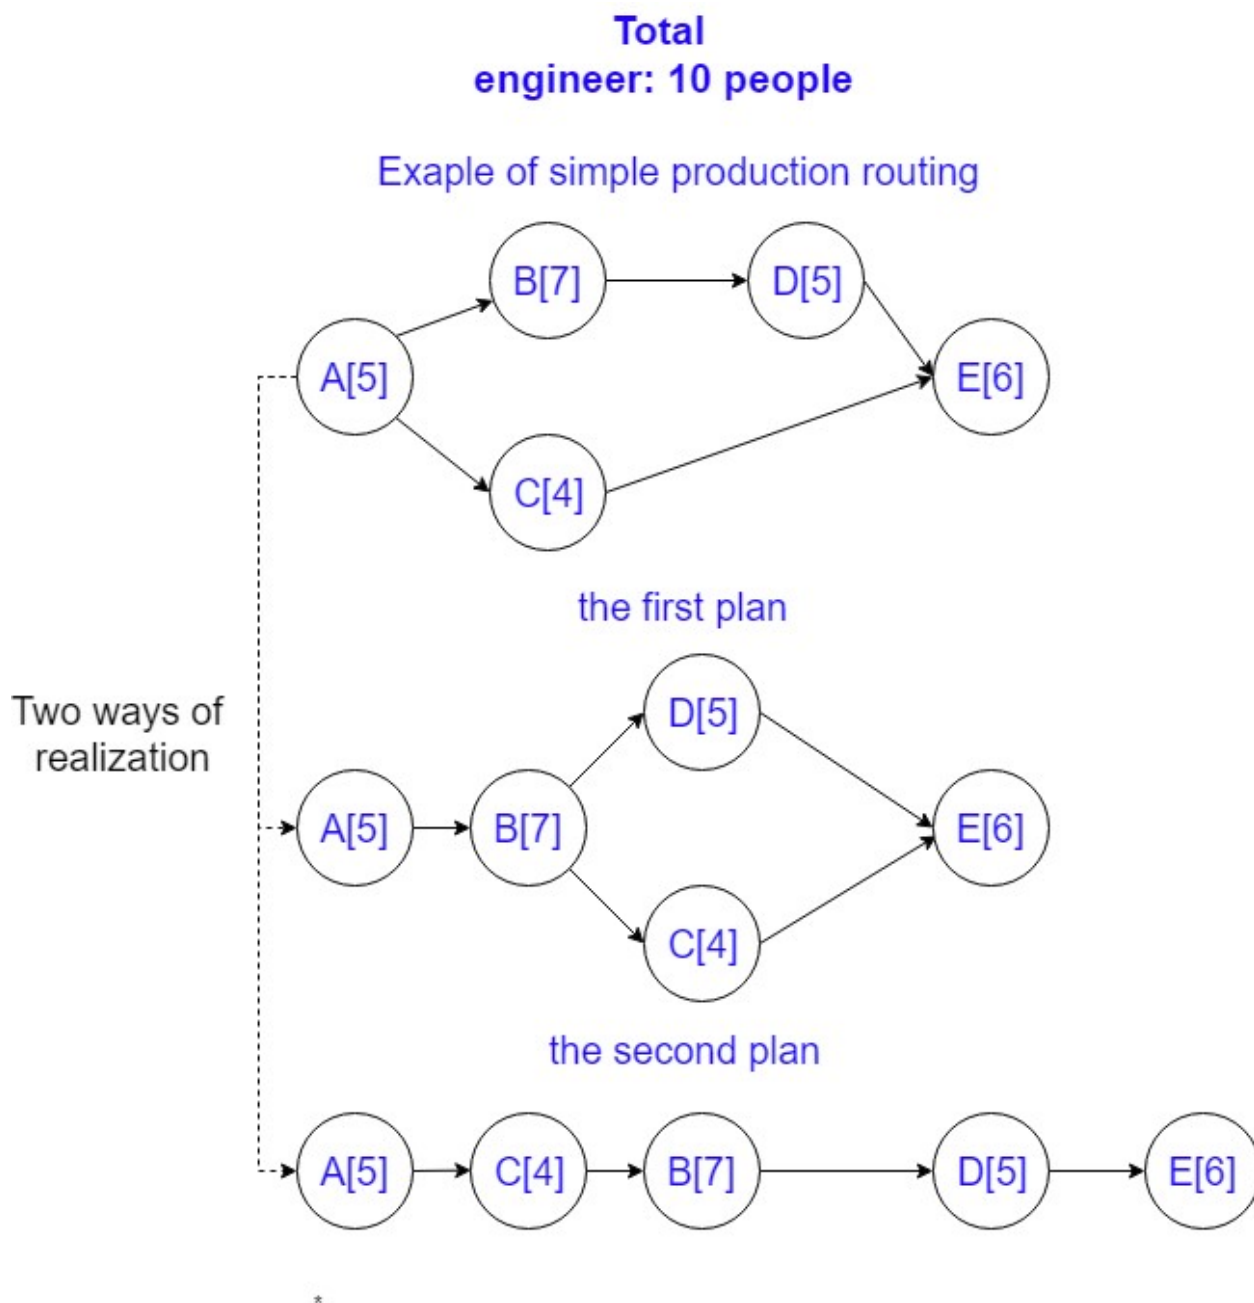 Total
engineer: 10 people
Exaple of simple production routing
B[7]
D[5]
A[5]
E[6]
C[4]
the first plan
D[5]
Two ways of
realization
A[5]
B[7]
E[6]
C[4]
the second plan
A[5]
C[4]
B[7]
D[5]
E[6]
*